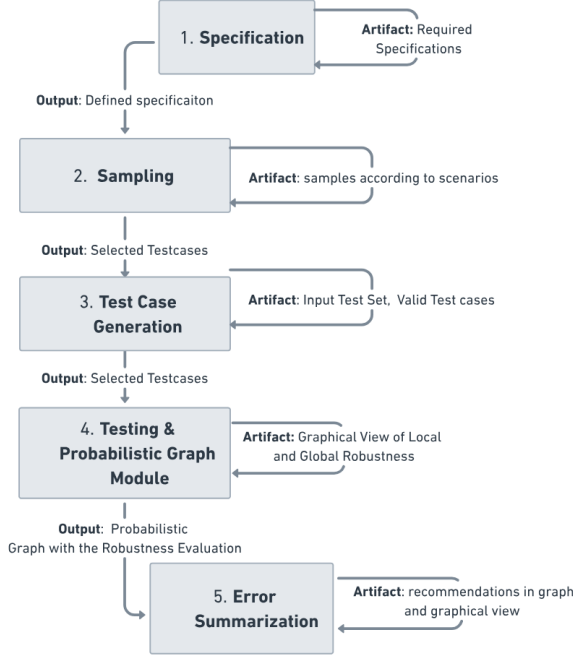 1. Specification
Artifact: Required
Specifications
Output: Defined specificaiton
2. Sampling
Artifact: samples according to scenarios
Output: Selected Testcases
3. Test Case
Generation
Artifact: Input Test Set, Valid Test cases
Output: Selected Testcases
4. Testing &
Probabilistic Graph
Module
Artifact: Graphical View of Local
and Global Robustness
Output: Probabilistic
Graph with the Robustness Evaluation
5. Error
Summarization
Artifact: recommendations in graph
and graphical view